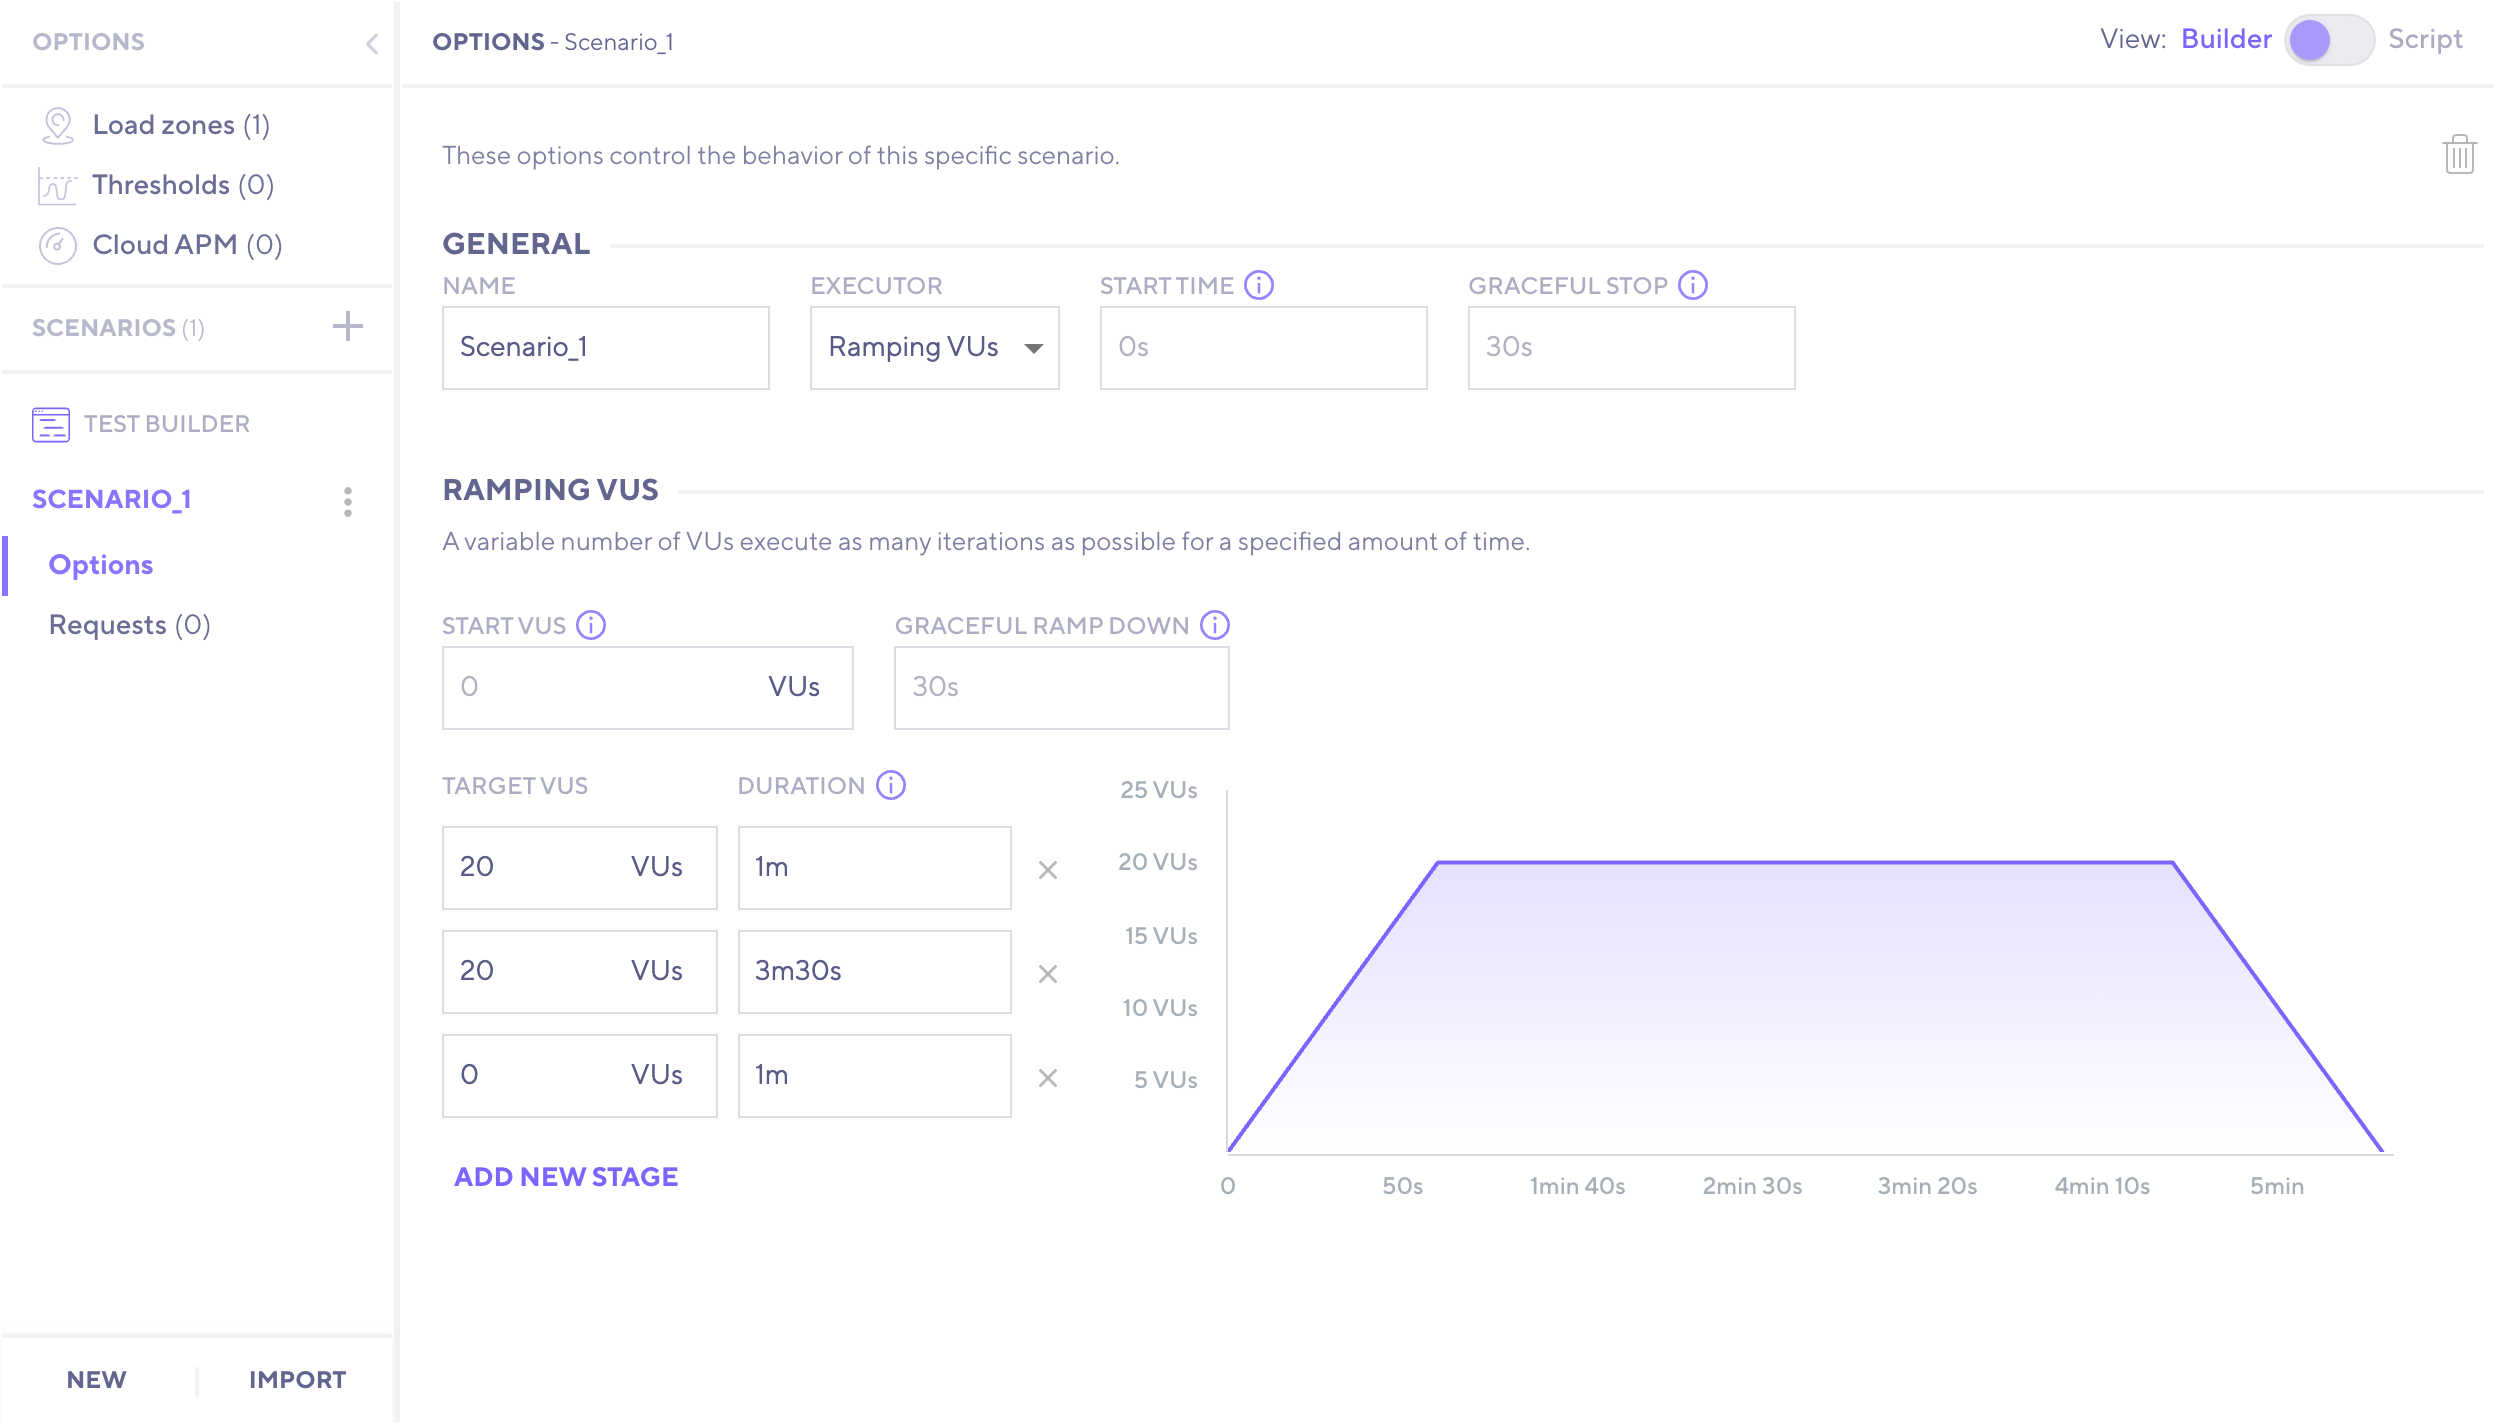 OPTIONS
Load zones (1)
Thresholds (0)
Cloud APM (0)
SCENARIOS (1)
TEST BUILDER
SCENARIO_1
Options
Requests (0)
NEW
IMPORT
OPTIONS - Scenario_1
View: Builder Script
These options control the behavior of this specific scenario.
GENERAL
NAME EXECUTOR START TIME GRACEFUL STOP
Scenario_1 Ramping VUs 0s 30s
RAMPING VUS
A variable number of VUs execute as many iterations as possible for a specified amount of time.
START VUS GRACEFUL RAMP DOWN
0 VUs 30s
TARGET VUS DURATION
20 VUs 1m
20 VUs 3m30s
0 VUs 1m
ADD NEW STAGE
25 VUs
20 VUs
15 VUs
10 VUs
5 VUs
0 50s 1min 40s 2min 30s 3min 20s 4min 10s 5min